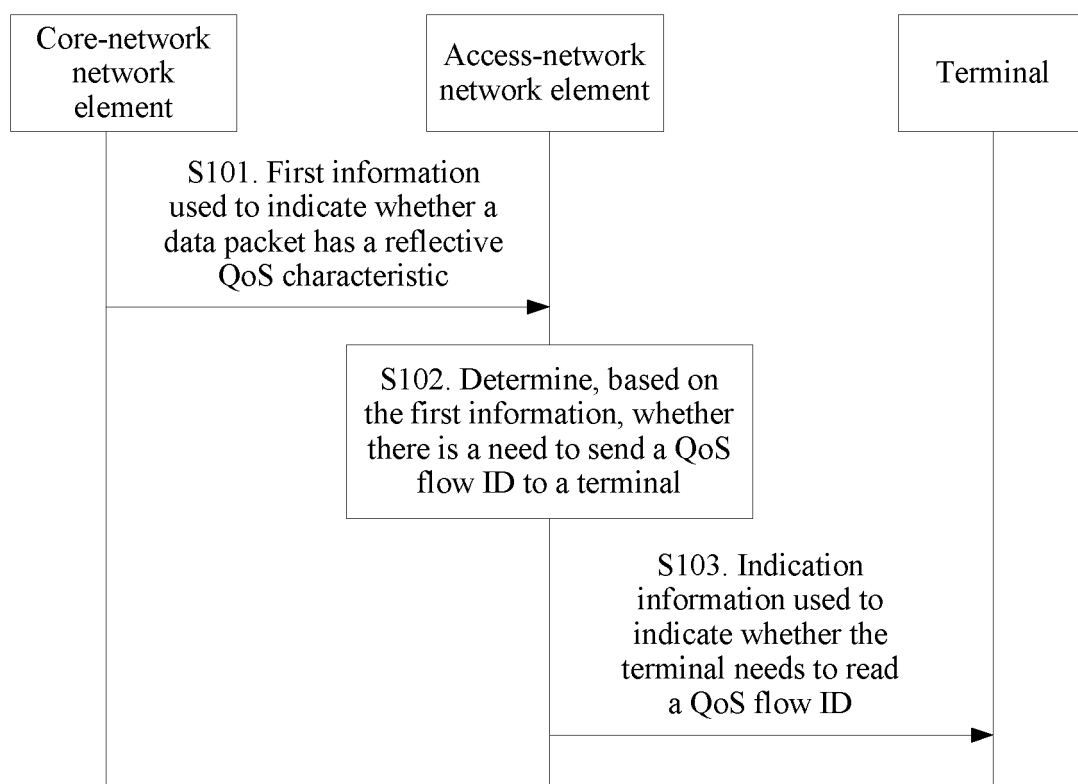 Core-network
network
element
Access-network
network element
Terminal
S101. First information
used to indicate whether a
data packet has a reflective
QoS characteristic
S102. Determine, based on
the first information, whether
there is a need to send a QoS
flow ID to a terminal
S103. Indication
information used to
indicate whether the
terminal needs to read
a QoS flow ID